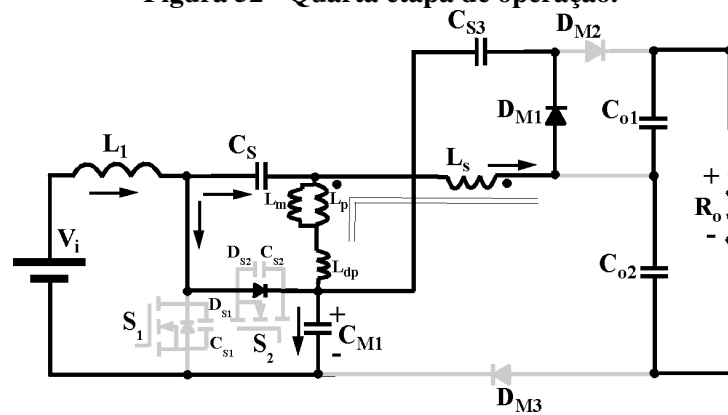 Figura 32 - Quarta etapa de operação.
C_S3
D_M2
D_M1
C_o1
L_1
C_S
L_s
L_m
L_p
V_i
+
R_o
-
D_S2
C_S2
L_dp
C_o2
S_1
D_S1
C_S1
S_2
+
C_M1
-
D_M3